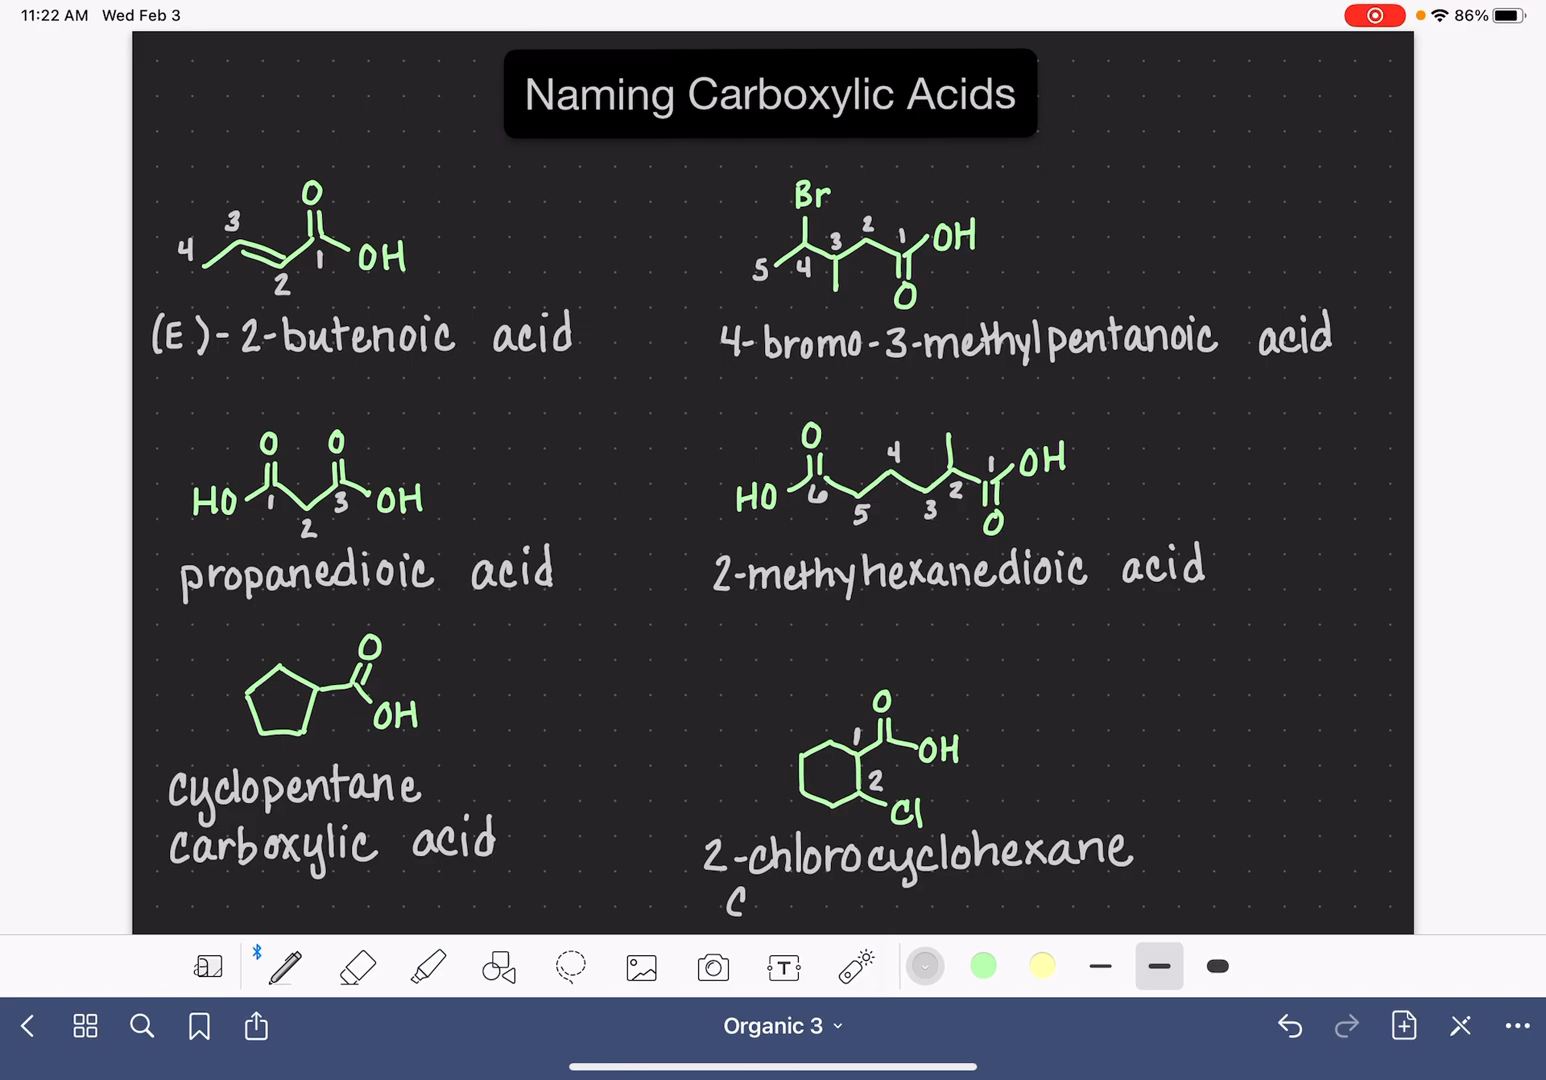 11:22 AM Wed Feb 3
86%
Naming Carboxylic Acids
O
3
4
1
OH
2
(E)-2-butenoic acid
Br
2
3
1
OH
5
4
O
4-bromo-3-methylpentanoic acid
O O
HO
1
3
OH
2
propanedioic acid
O
4
1
OH
HO
6
2
5
3
O
2-methyhexanedioic acid
O
OH
cyclopentane
carboxylic acid
O
1
OH
2
Cl
2-chlorocyclohexane
c
T
Organic 3